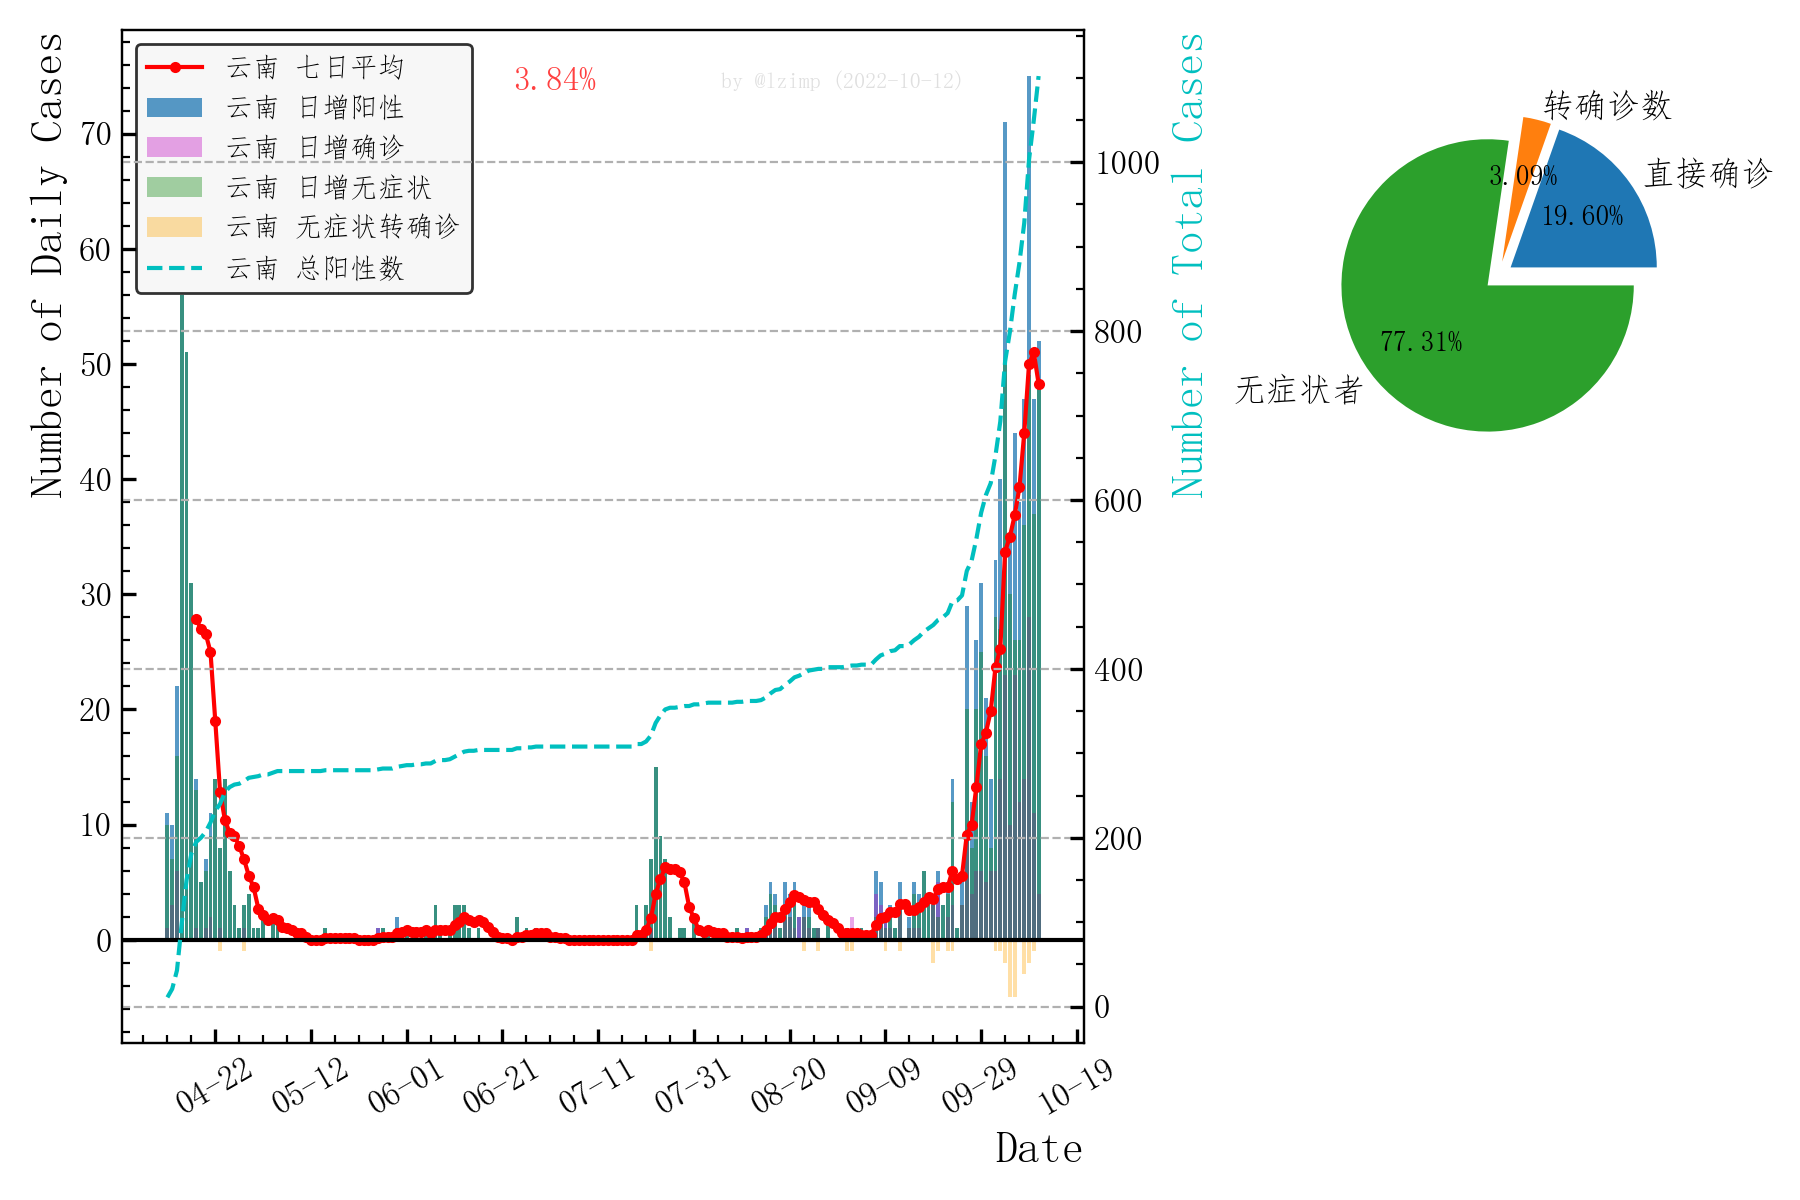 云南 七日平均
云南 日增阳性
云南 日增确诊
云南 日增无症状
云南 无症状转确诊
云南 总阳性数
3.84%
by @lzimp (2022-10-12)
Number of Daily Cases
70
60
50
40
30
20
10
0
1000
800
600
400
200
0
Number of Total Cases
04-22
05-12
06-01
06-21
07-11
07-31
08-20
09-09
09-29
10-19
Date
转确诊数
3.09%
直接确诊
19.60%
77.31%
无症状者